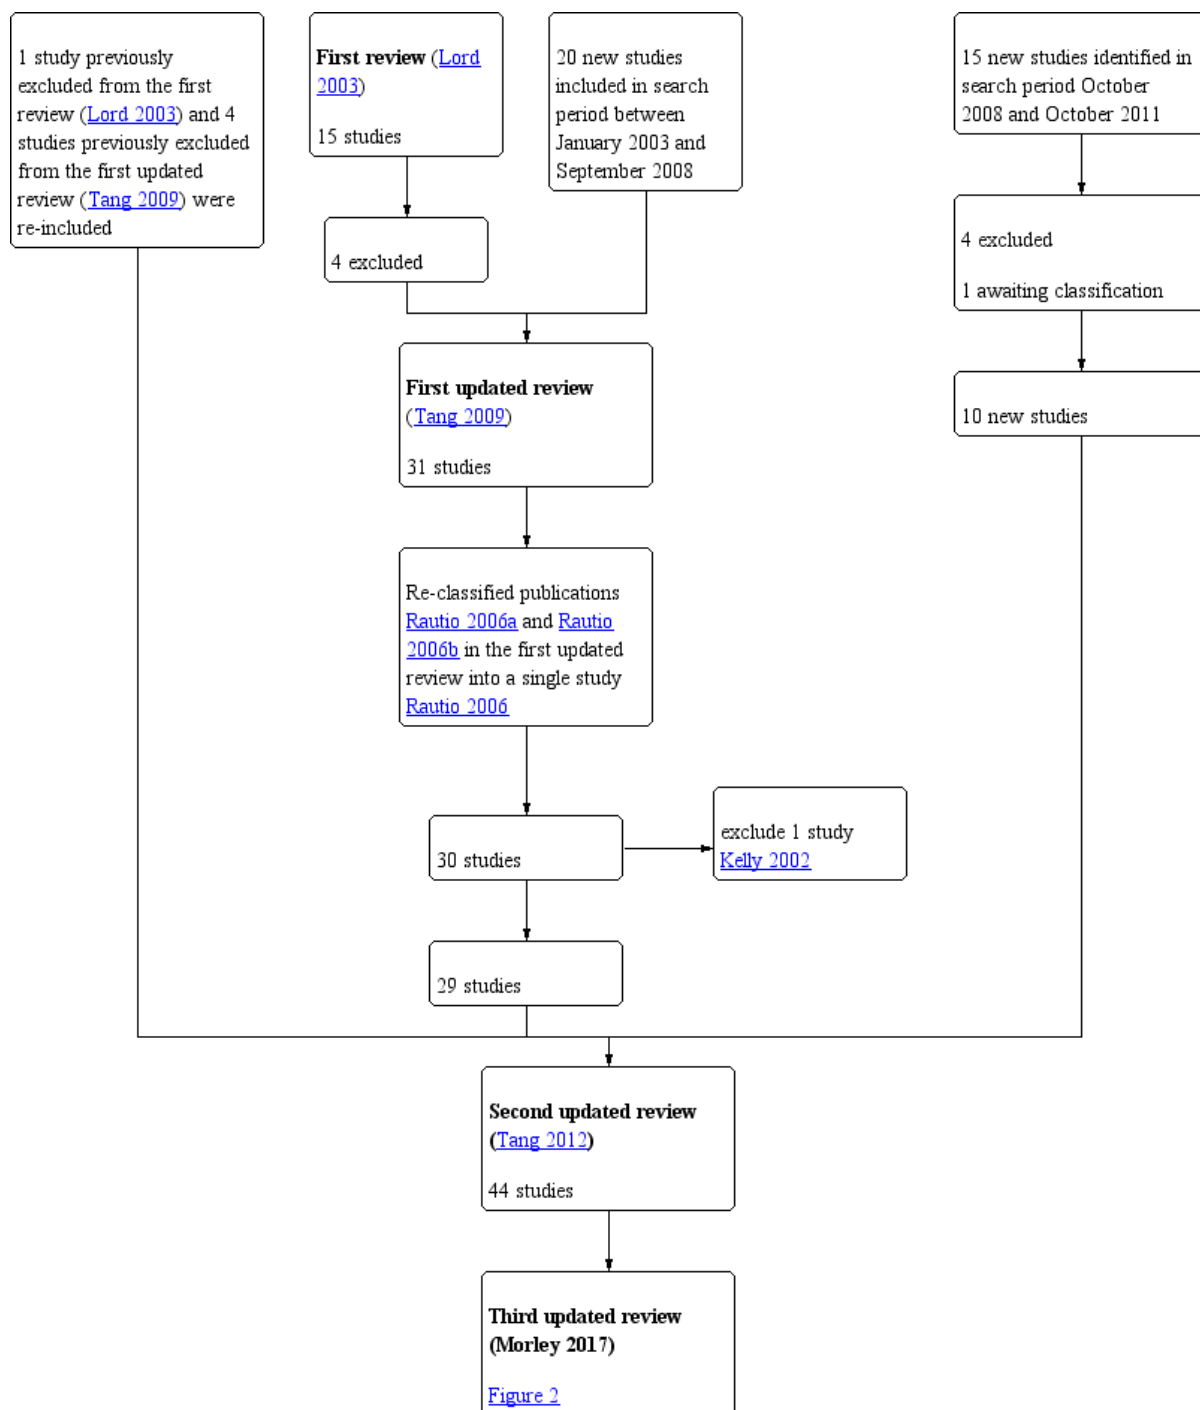 1 study previously
excluded from the first
review (Lord 2003) and 4
studies previously excluded
from the first updated
review (Tang 2009) were
re-included
First review (Lord
2003)
15 studies
20 new studies
included in search
period between
January 2003 and
September 2008
15 new studies identified in
search period October
2008 and October 2011
4 excluded
4 excluded
1 awaiting classification
First updated review
(Tang 2009)
31 studies
10 new studies
Re-classified publications
Rautio 2006a and Rautio
2006b in the first updated
review into a single study
Rautio 2006
30 studies
exclude 1 study
Kelly 2002
29 studies
Second updated review
(Tang 2012)
44 studies
Third updated review
(Morley 2017)
Figure 2